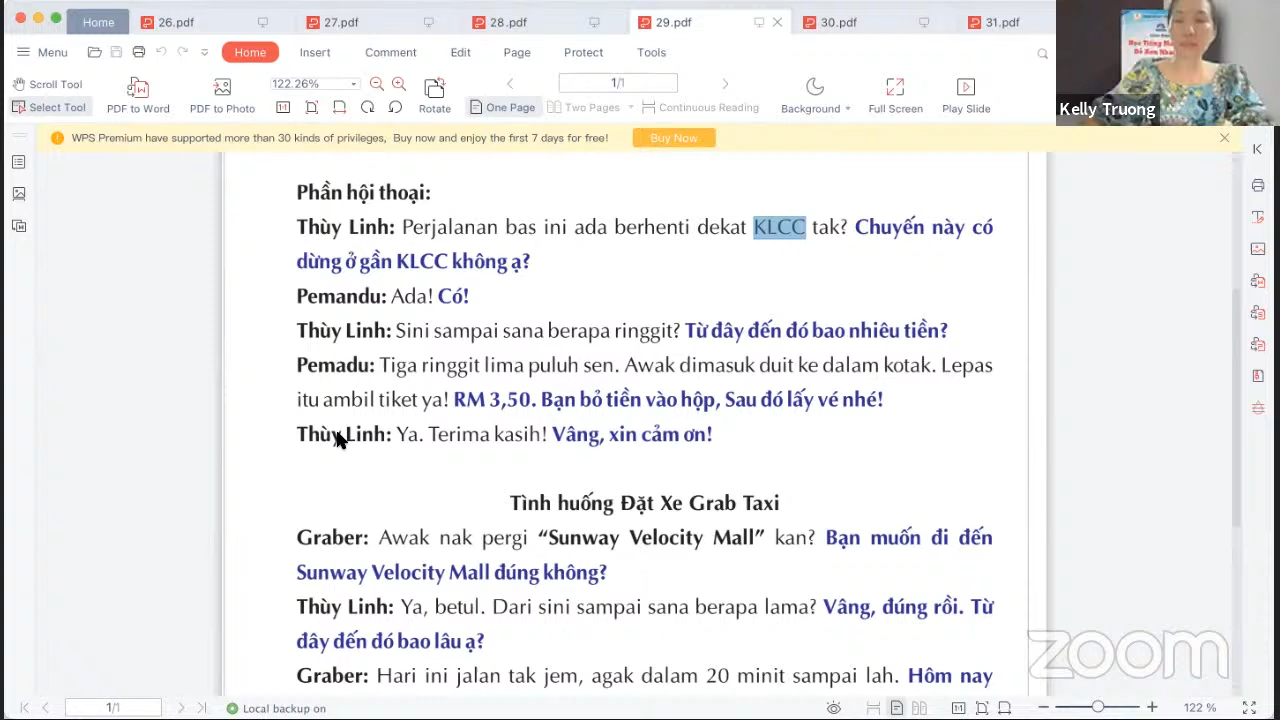 Home
26.pdf
27.pdf
28.pdf
29.pdf
30.pdf
31.pdf
Menu
Home
Insert
Comment
Edit
Page
Protect
Tools
Scroll Tool
Select Tool
PDF to Word
PDF to Photo
122.26%
Rotate
1/1
One Page
Two Pages
Continuous Reading
Background
Full Screen
Play Slide
Kelly Truong
WPS Premium have supported more than 30 kinds of privileges, Buy now and enjoy the first 7 days for free!
Buy Now
Phần hội thoại:
Thùy Linh: Perjalanan bas ini ada berhenti dekat KLCC tak? Chuyến này có
dừng ở gần KLCC không ạ?
Pemandu: Ada! Có!
Thùy Linh: Sini sampai sana berapa ringgit? Từ đây đến đó bao nhiêu tiền?
Pemadu: Tiga ringgit lima puluh sen. Awak dimasuk duit ke dalam kotak. Lepas
itu ambil tiket ya! RM 3,50. Bạn bỏ tiền vào hộp, Sau đó lấy vé nhé!
Thùy Linh: Ya. Terima kasih! Vâng, xin cảm ơn!
Tình huống Đặt Xe Grab Taxi
Graber: Awak nak pergi “Sunway Velocity Mall” kan? Bạn muốn đi đến
Sunway Velocity Mall đúng không?
Thùy Linh: Ya, betul. Dari sini sampai sana berapa lama? Vâng, đúng rồi. Từ
đây đến đó bao lâu ạ?
Graber: Hari ini jalan tak jem, agak dalam 20 minit sampai lah. Hôm nay
zoom
1/1
Local backup on
122 %